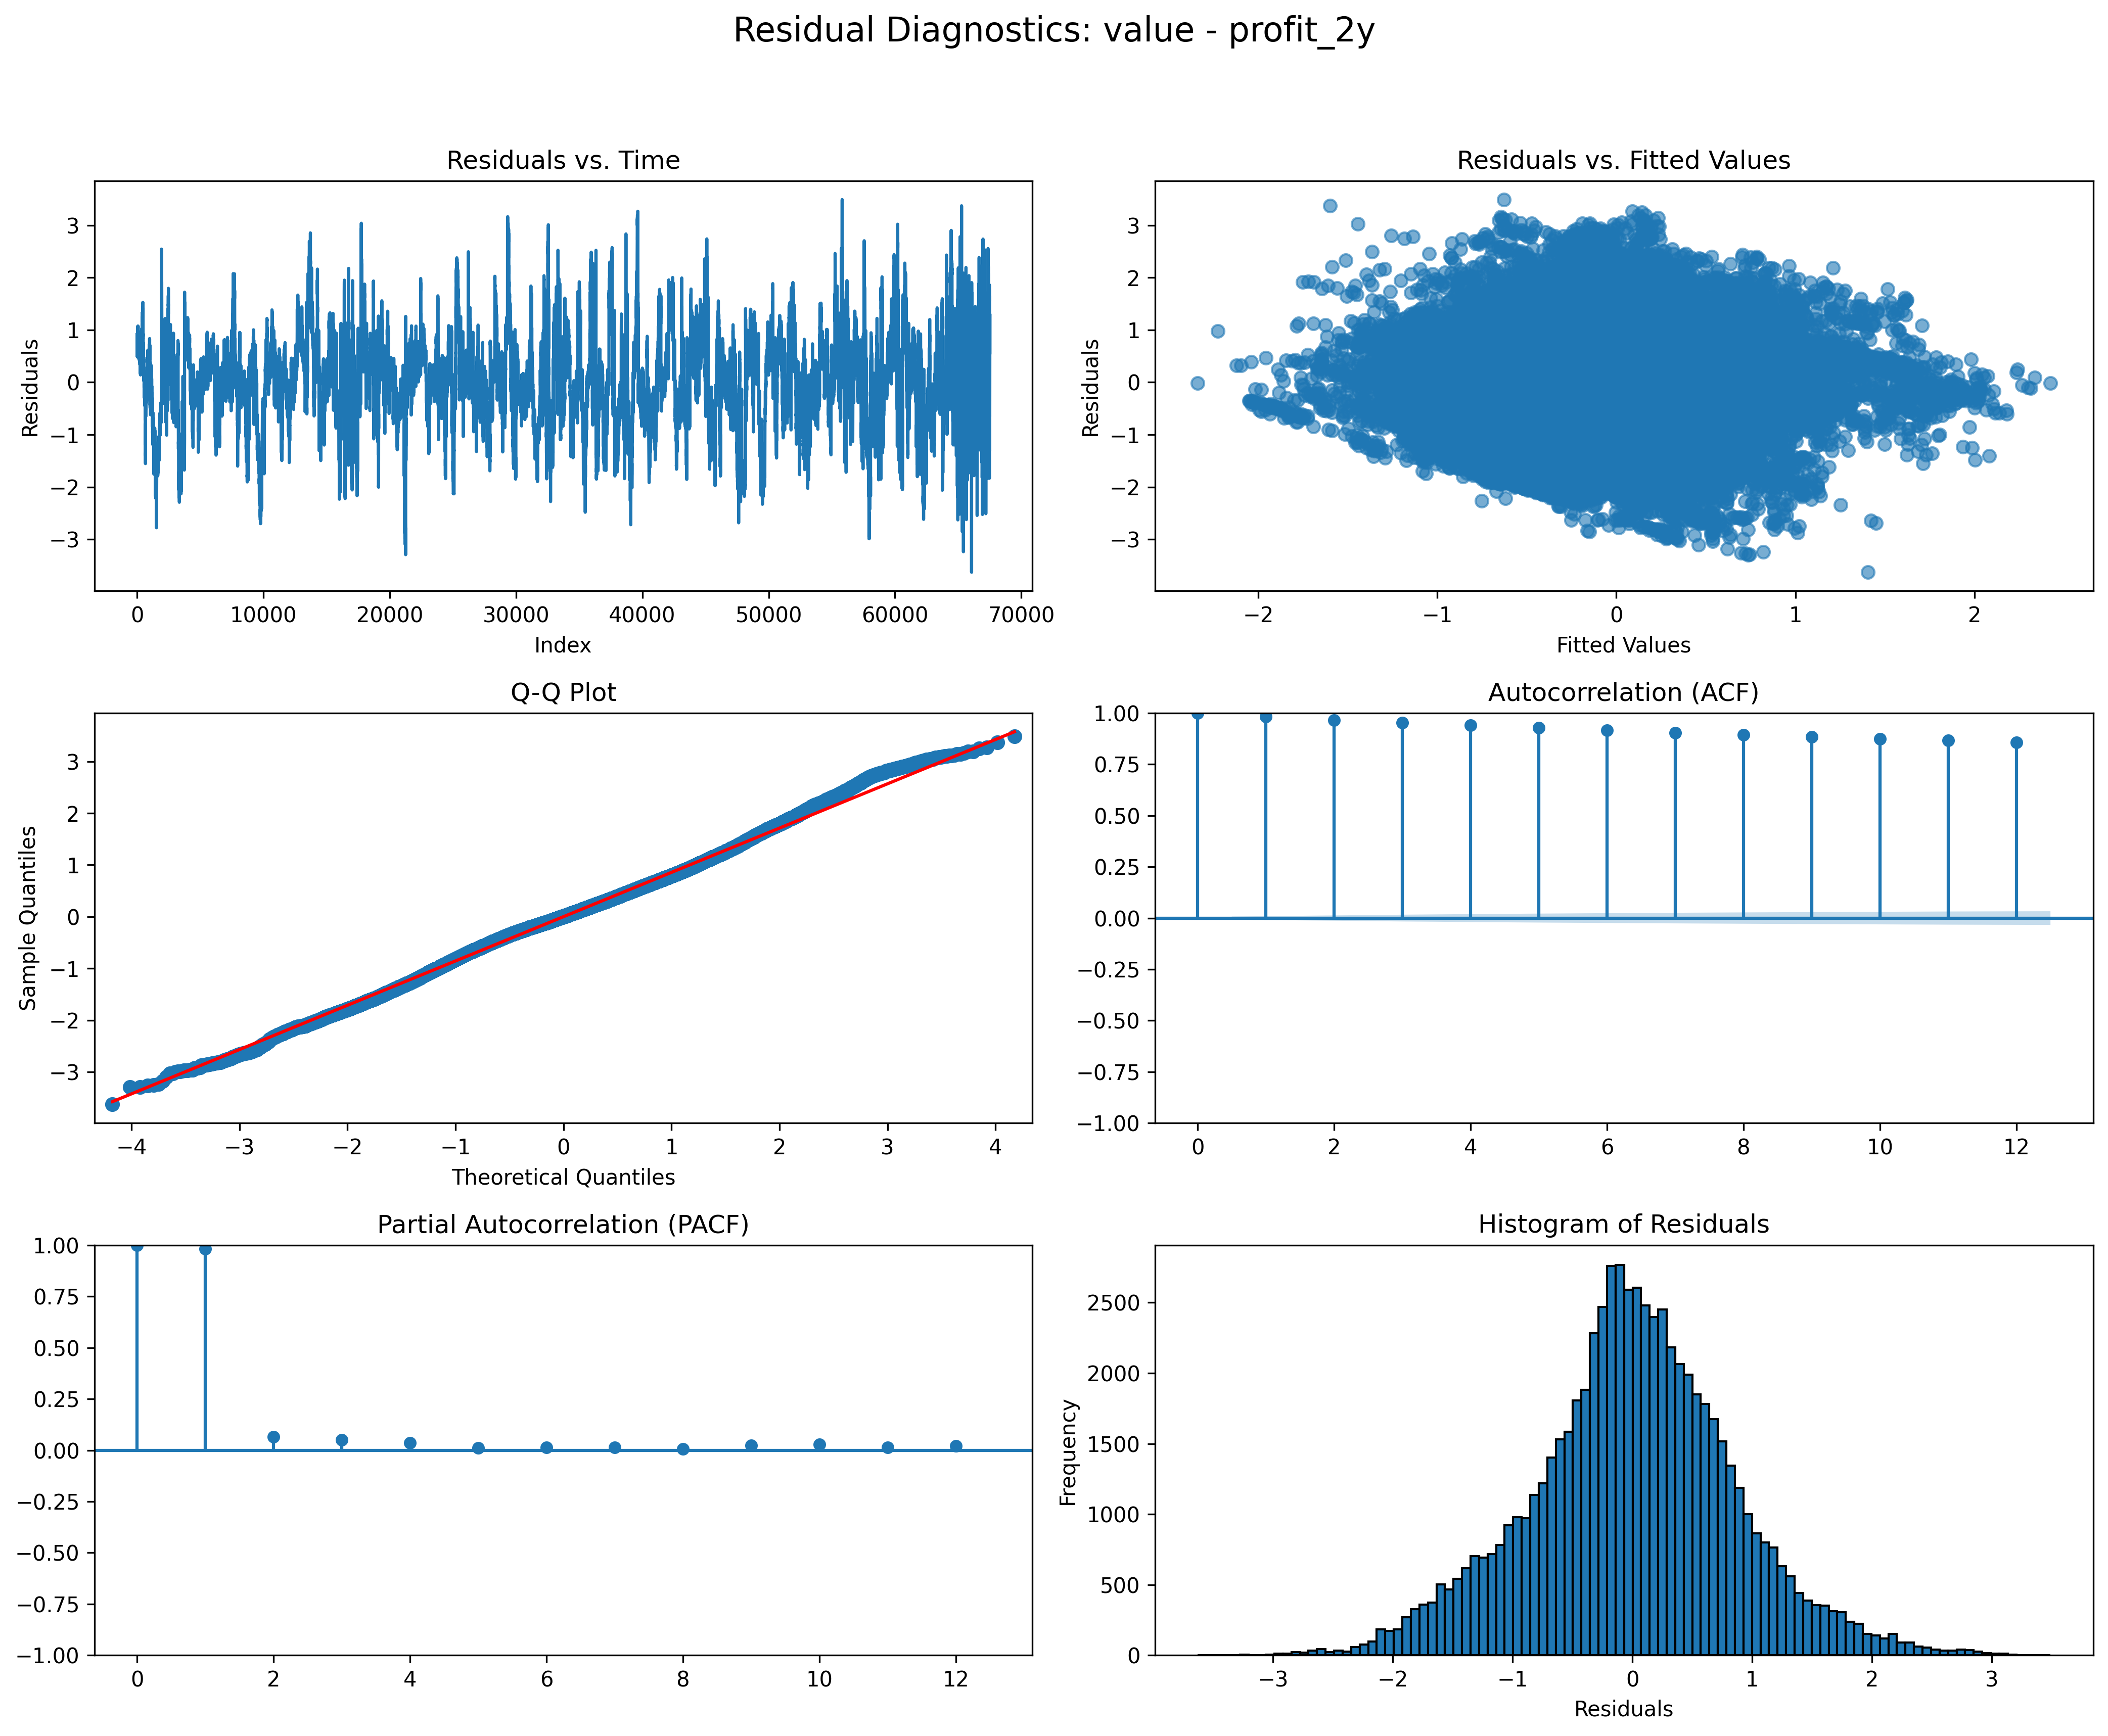 Residual Diagnostics: value - profit_2y
Residuals vs. Time
Residuals
3
2
1
0
−1
−2
−3
0 10000 20000 30000 40000 50000 60000 70000
Index
Residuals vs. Fitted Values
Residuals
3
2
1
0
−1
−2
−3
−2 −1 0 1 2
Fitted Values
Q-Q Plot
Sample Quantiles
3
2
1
0
−1
−2
−3
−4 −3 −2 −1 0 1 2 3 4
Theoretical Quantiles
Autocorrelation (ACF)
1.00
0.75
0.50
0.25
0.00
−0.25
−0.50
−0.75
−1.00
0 2 4 6 8 10 12
Partial Autocorrelation (PACF)
1.00
0.75
0.50
0.25
0.00
−0.25
−0.50
−0.75
−1.00
0 2 4 6 8 10 12
Histogram of Residuals
Frequency
2500
2000
1500
1000
500
0
−3 −2 −1 0 1 2 3
Residuals